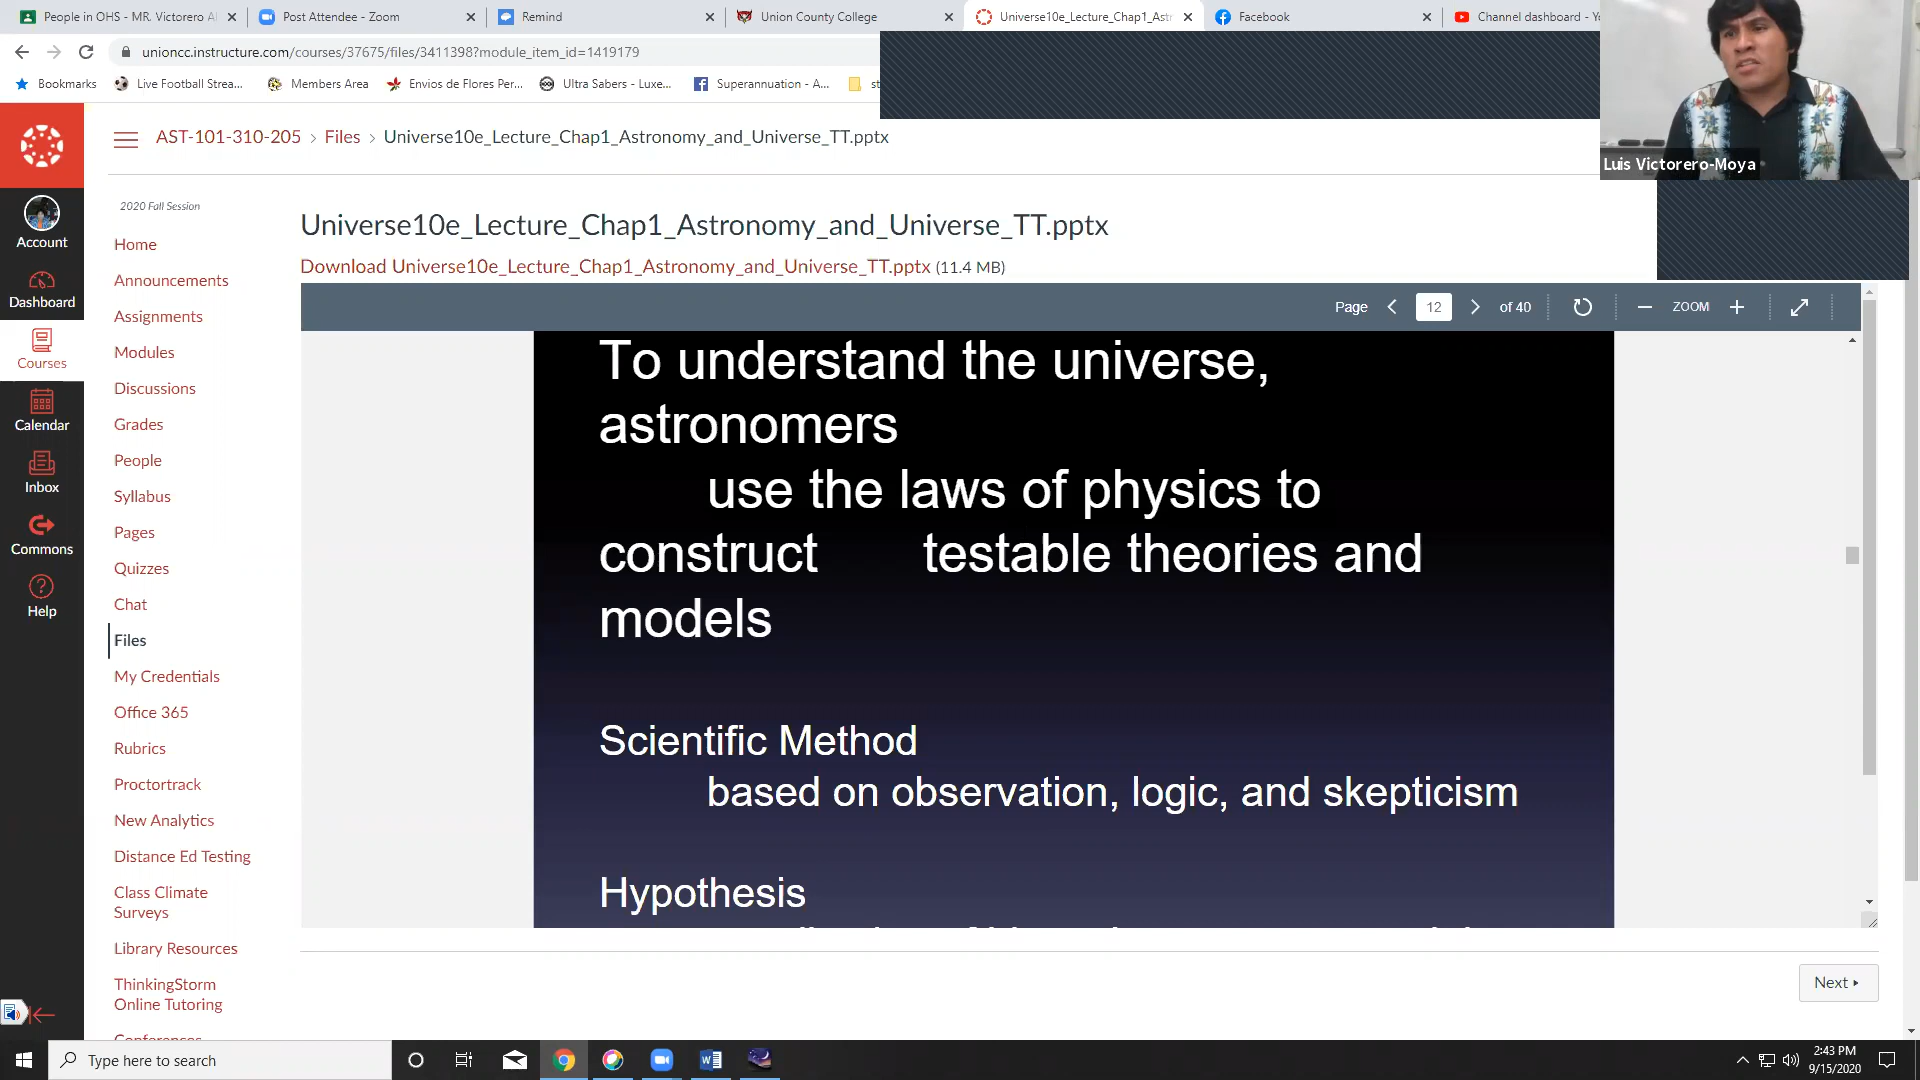 People in OHS - MR. Victorero Al
Post Attendee - Zoom
Remind
Union County College
Universe10e_Lecture_Chap1_Astr
Facebook
Channel dashboard - Yo
unioncc.instructure.com/courses/37675/files/3411398?module_item_id=1419179
Bookmarks
Live Football Strea...
Members Area
Envios de Flores Per...
Ultra Sabers - Luxe...
Superannuation - A...
st
Luis Victorero-Moya
AST-101-310-205 > Files > Universe10e_Lecture_Chap1_Astronomy_and_Universe_TT.pptx
Account
Dashboard
Courses
Calendar
Inbox
Commons
Help
2020 Fall Session
Home
Announcements
Assignments
Modules
Discussions
Grades
People
Syllabus
Pages
Quizzes
Chat
Files
My Credentials
Office 365
Rubrics
Proctortrack
New Analytics
Distance Ed Testing
Class Climate
Surveys
Library Resources
ThinkingStorm
Online Tutoring
Universe10e_Lecture_Chap1_Astronomy_and_Universe_TT.pptx
Download Universe10e_Lecture_Chap1_Astronomy_and_Universe_TT.pptx (11.4 MB)
Page 12 of 40 ZOOM
To understand the universe,
astronomers
use the laws of physics to
construct testable theories and
models
Scientific Method
based on observation, logic, and skepticism
Hypothesis
Next
Type here to search
2:43 PM
9/15/2020